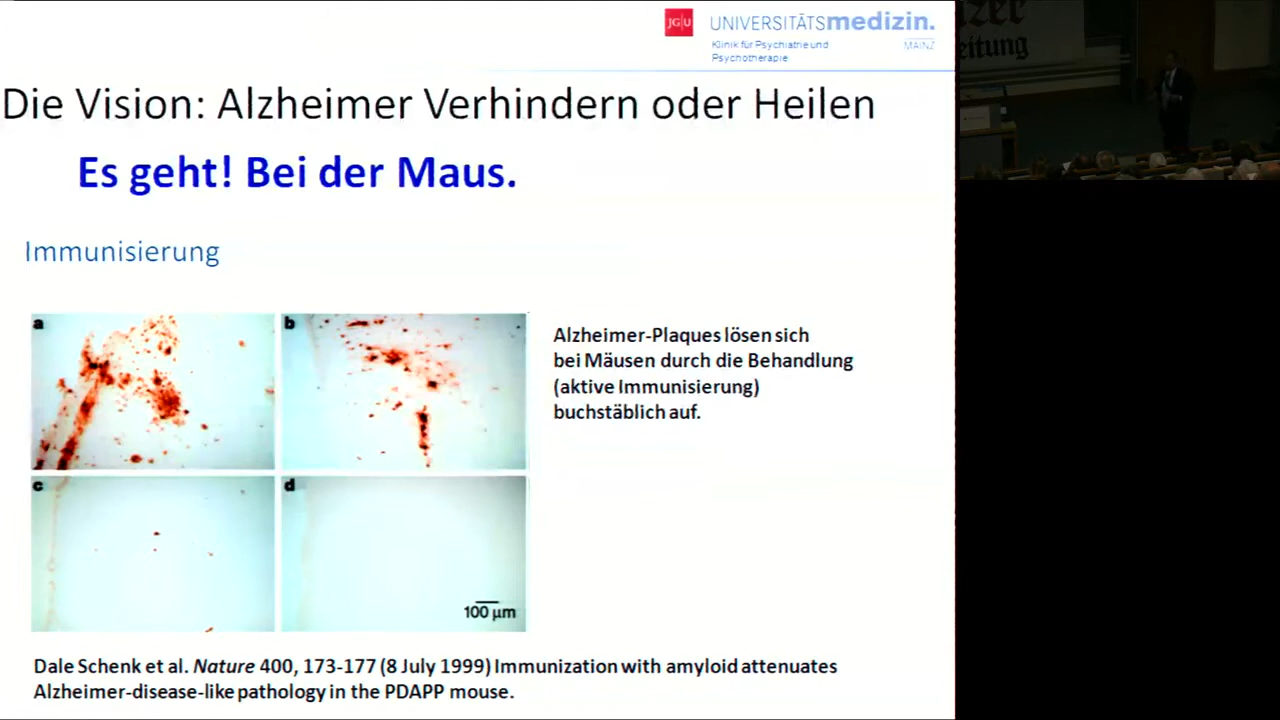 JG|U
UNIVERSITÄTSmedizin.
MAINZ
Klinik für Psychiatrie und
Psychotherapie
Die Vision: Alzheimer Verhindern oder Heilen
Es geht! Bei der Maus.
Immunisierung
a
b
Alzheimer-Plaques lösen sich
bei Mäusen durch die Behandlung
(aktive Immunisierung)
buchstäblich auf.
c
d
100 µm
Dale Schenk et al. Nature 400, 173-177 (8 July 1999) Immunization with amyloid attenuates
Alzheimer-disease-like pathology in the PDAPP mouse.